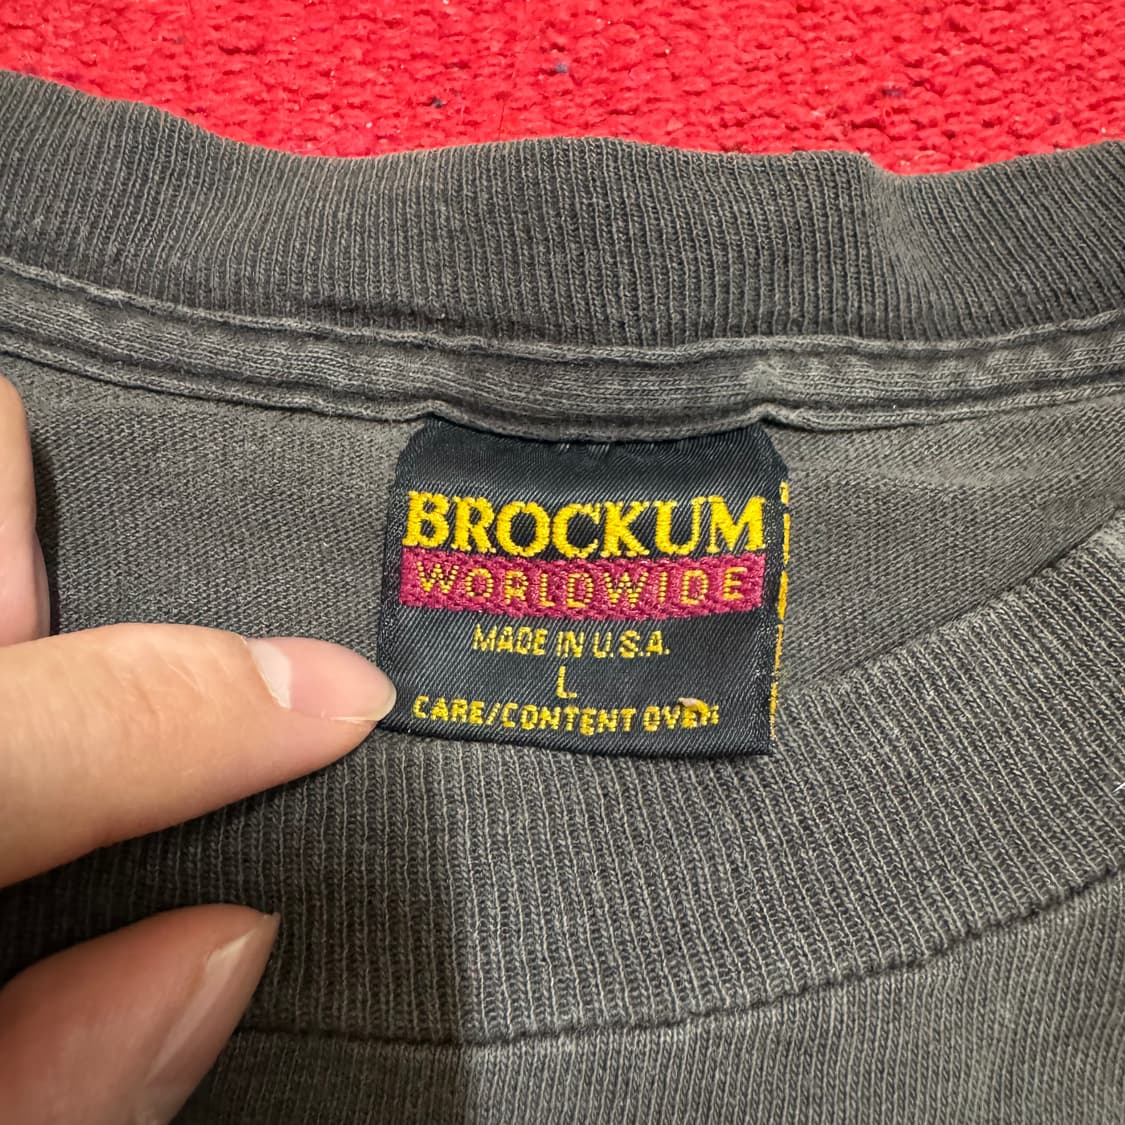 BROCKUM
WORLDWIDE
MADE IN U.S.A.
L
CARE/CONTENT OVER